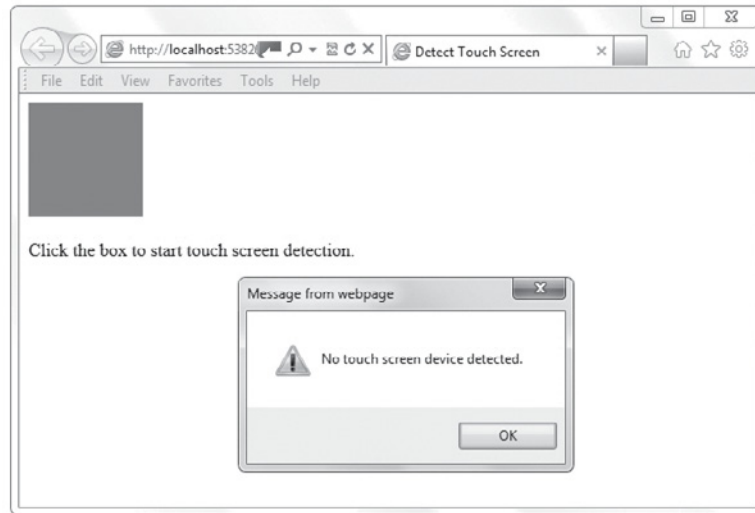 http://localhost:5382
Detect Touch Screen
File Edit View Favorites Tools Help
Click the box to start touch screen detection.
Message from webpage
No touch screen device detected.
OK